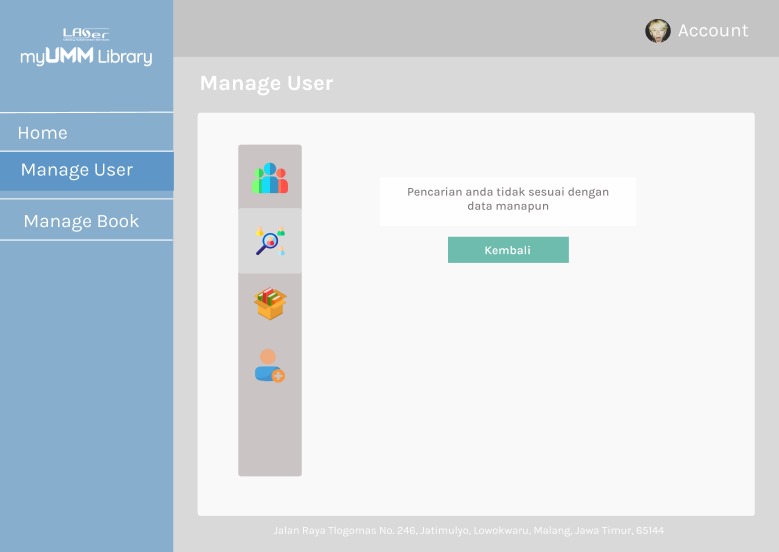 LASer
myUMM Library
Account
Manage User
Home
Manage User
Manage Book
Pencarian anda tidak sesuai dengan
data manapun
Kembali
Jalan Raya Tlogomas No. 246, Jatimulyo, Lowokwaru, Malang, Jawa Timur, 65144